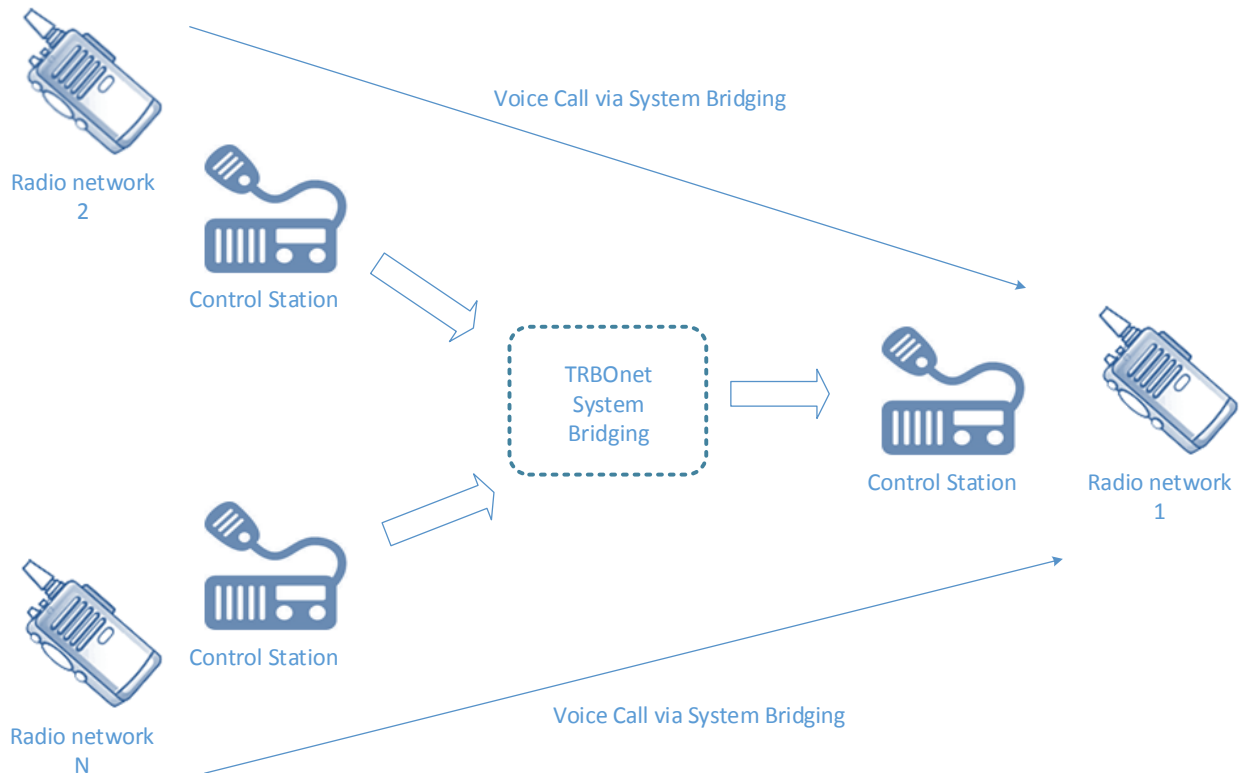 Voice Call via System Bridging
Radio network
2
Control Station
TRBOnet
System
Bridging
Control Station
Radio network
1
Control Station
Voice Call via System Bridging
Radio network
N